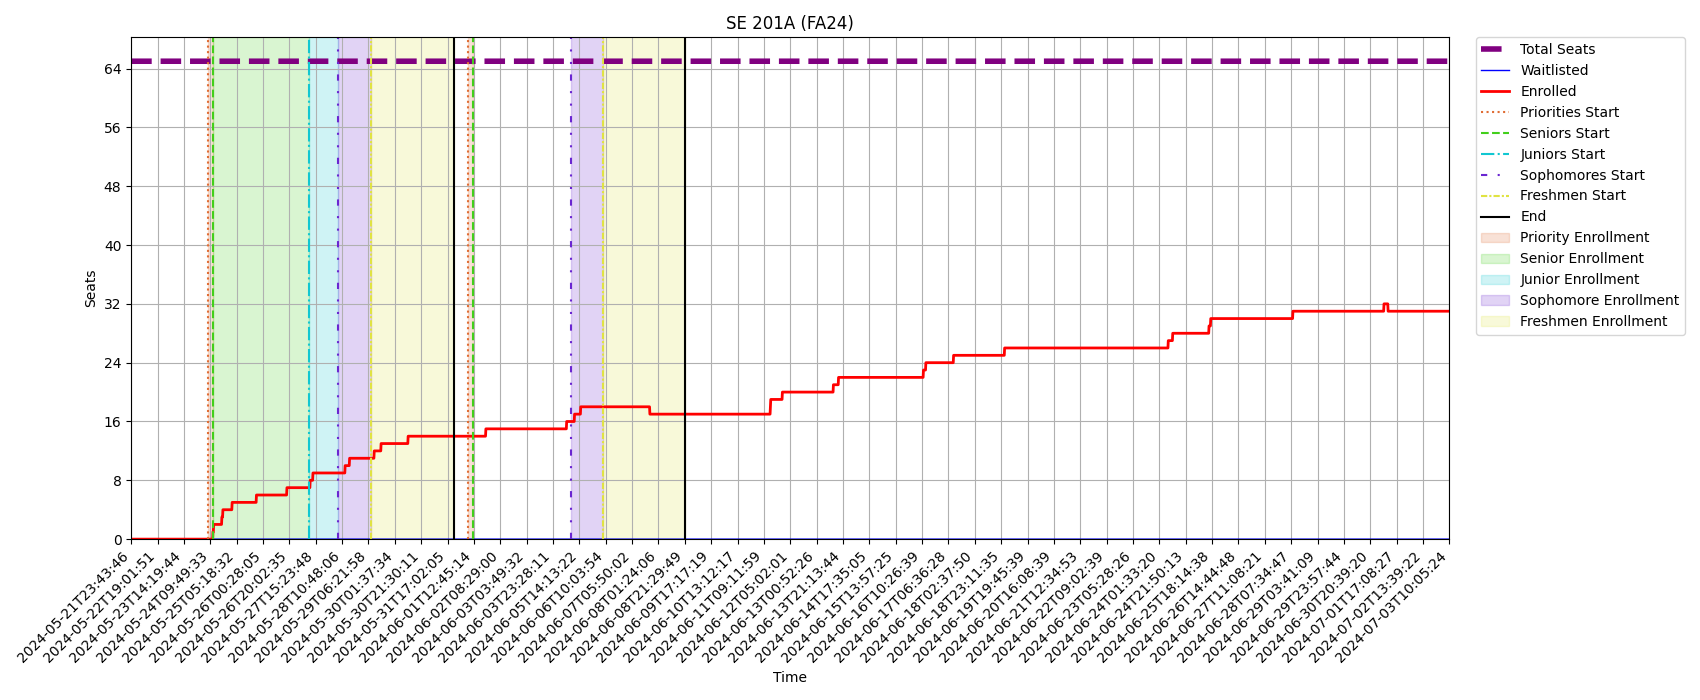 SE 201A (FA24)
Total Seats
Waitlisted
Enrolled
Priorities Start
Seniors Start
Juniors Start
Sophomores Start
Freshmen Start
End
Priority Enrollment
Senior Enrollment
Junior Enrollment
Sophomore Enrollment
Freshmen Enrollment
Seats
64
56
48
40
32
24
16
8
0
2024-05-21T23:43:46
2024-05-22T19:01:51
2024-05-23T14:19:44
2024-05-24T09:49:33
2024-05-25T05:18:32
2024-05-26T00:28:05
2024-05-26T20:02:35
2024-05-27T15:23:48
2024-05-28T10:48:06
2024-05-29T06:21:58
2024-05-30T01:37:34
2024-05-30T21:30:11
2024-05-31T17:02:05
2024-06-01T12:45:14
2024-06-02T08:29:00
2024-06-03T03:49:32
2024-06-03T23:28:11
2024-06-05T14:13:22
2024-06-06T10:03:54
2024-06-07T05:50:02
2024-06-08T01:24:06
2024-06-08T21:29:49
2024-06-09T17:17:19
2024-06-10T13:12:17
2024-06-11T09:11:59
2024-06-12T05:02:01
2024-06-13T00:52:26
2024-06-13T21:13:44
2024-06-14T17:35:05
2024-06-15T13:57:25
2024-06-16T10:26:39
2024-06-17T06:36:28
2024-06-18T02:37:50
2024-06-18T23:11:35
2024-06-19T19:45:39
2024-06-20T16:08:39
2024-06-21T12:34:53
2024-06-22T09:02:39
2024-06-23T05:28:26
2024-06-24T01:33:20
2024-06-24T21:50:13
2024-06-25T18:14:38
2024-06-26T14:44:48
2024-06-27T11:08:21
2024-06-28T07:34:47
2024-06-29T03:41:09
2024-06-29T23:57:44
2024-06-30T20:39:20
2024-07-01T17:08:27
2024-07-02T13:39:22
2024-07-03T10:05:24
Time